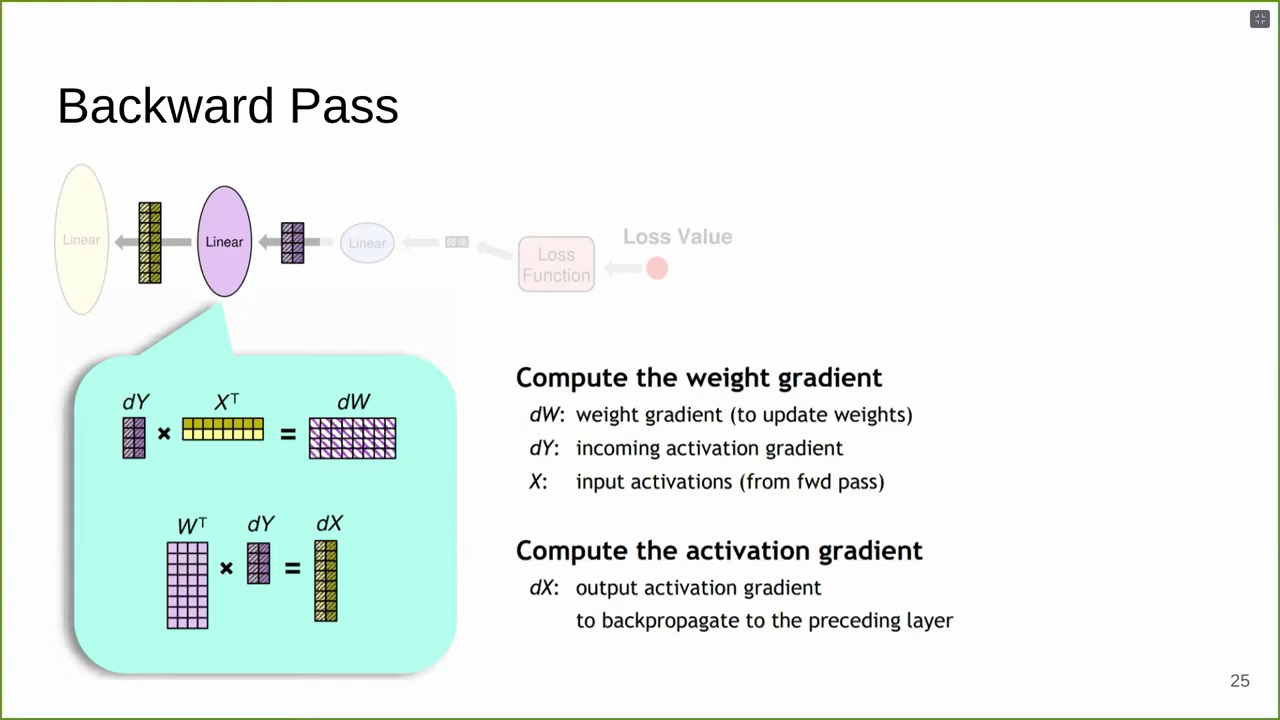 Backward Pass
Linear
Linear
Linear
Loss
Function
Loss Value
dY
Xᵀ
dW
×
=
Wᵀ
dY
dX
×
=
Compute the weight gradient
dW: weight gradient (to update weights)
dY: incoming activation gradient
X: input activations (from fwd pass)
Compute the activation gradient
dX: output activation gradient
to backpropagate to the preceding layer
25